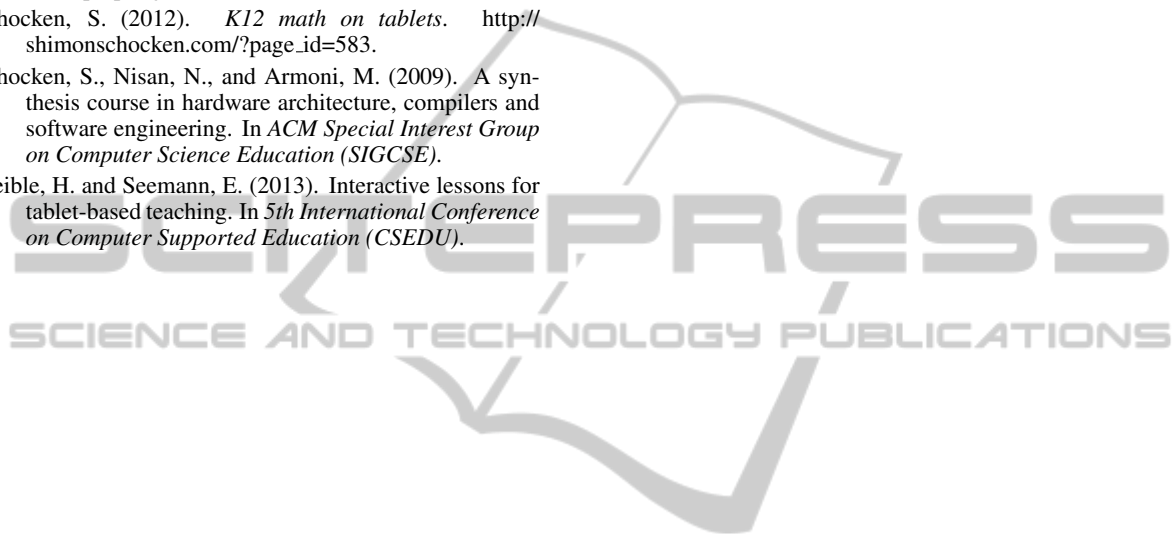 hocken, S. (2012). K12 math on tablets. http://
shimonschocken.com/?page_id=583.
hocken, S., Nisan, N., and Armoni, M. (2009). A syn-
thesis course in hardware architecture, compilers and
software engineering. In ACM Special Interest Group
on Computer Science Education (SIGCSE).
eible, H. and Seemann, E. (2013). Interactive lessons for
tablet-based teaching. In 5th International Conference
on Computer Supported Education (CSEDU).
SCITEPRESS
SCIENCE AND TECHNOLOGY PUBLICATIONS